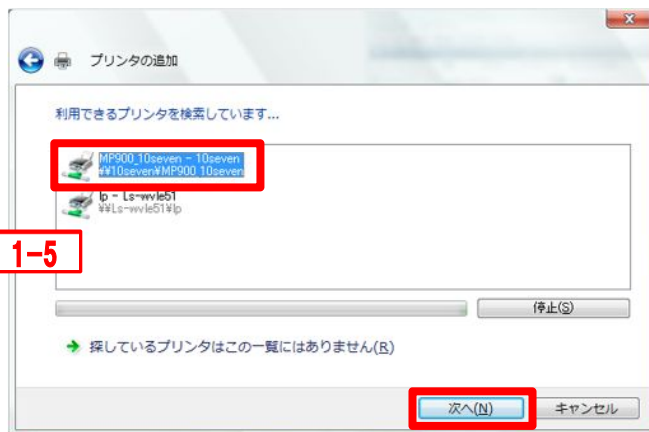 プリンタの追加
利用できるプリンタを検索しています...
MP900_10seven - 10seven
¥¥10seven¥MP900 10seven
lp - Ls-wvle51
¥¥Ls-wvle51¥lp
1-5
停止(S)
探しているプリンタはこの一覧にはありません(R)
次へ(N)
キャンセル